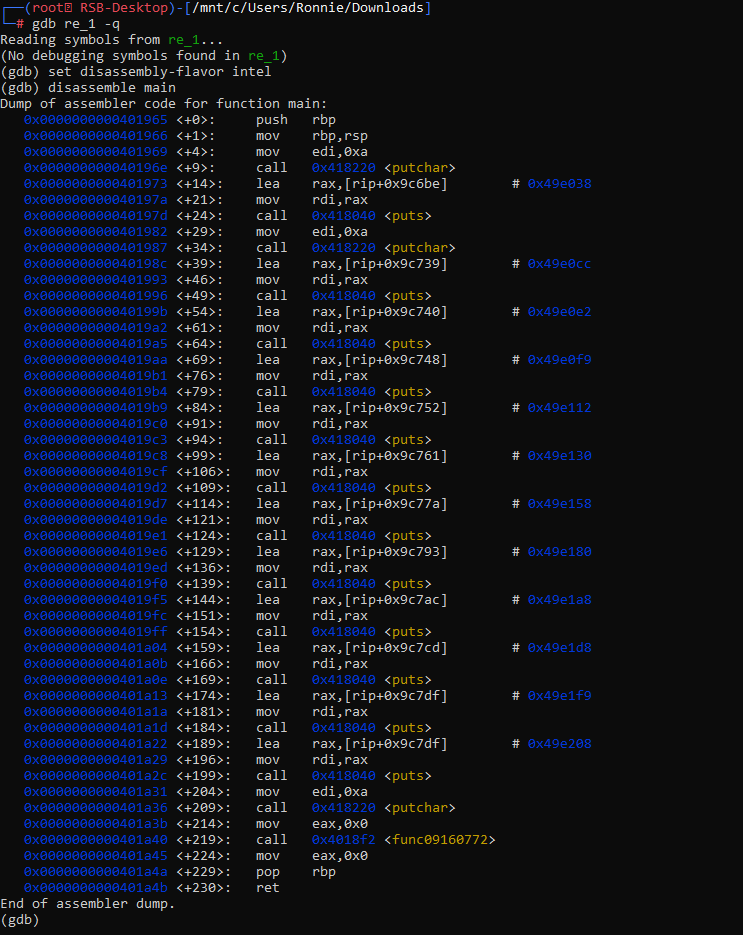 ┌──(root㉿ RSB-Desktop)-[/mnt/c/Users/Ronnie/Downloads]
└─# gdb re_1 -q
Reading symbols from re_1...
(No debugging symbols found in re_1)
(gdb) set disassembly-flavor intel
(gdb) disassemble main
Dump of assembler code for function main:
   0x0000000000401965 <+0>:     push   rbp
   0x0000000000401966 <+1>:     mov    rbp,rsp
   0x0000000000401969 <+4>:     mov    edi,0xa
   0x000000000040196e <+9>:     call   0x418220 <putchar>
   0x0000000000401973 <+14>:    lea    rax,[rip+0x9c6be]        # 0x49e038
   0x000000000040197a <+21>:    mov    rdi,rax
   0x000000000040197d <+24>:    call   0x418040 <puts>
   0x0000000000401982 <+29>:    mov    edi,0xa
   0x0000000000401987 <+34>:    call   0x418220 <putchar>
   0x000000000040198c <+39>:    lea    rax,[rip+0x9c739]        # 0x49e0cc
   0x0000000000401993 <+46>:    mov    rdi,rax
   0x0000000000401996 <+49>:    call   0x418040 <puts>
   0x000000000040199b <+54>:    lea    rax,[rip+0x9c740]        # 0x49e0e2
   0x00000000004019a2 <+61>:    mov    rdi,rax
   0x00000000004019a5 <+64>:    call   0x418040 <puts>
   0x00000000004019aa <+69>:    lea    rax,[rip+0x9c748]        # 0x49e0f9
   0x00000000004019b1 <+76>:    mov    rdi,rax
   0x00000000004019b4 <+79>:    call   0x418040 <puts>
   0x00000000004019b9 <+84>:    lea    rax,[rip+0x9c752]        # 0x49e112
   0x00000000004019c0 <+91>:    mov    rdi,rax
   0x00000000004019c3 <+94>:    call   0x418040 <puts>
   0x00000000004019c8 <+99>:    lea    rax,[rip+0x9c761]        # 0x49e130
   0x00000000004019cf <+106>:   mov    rdi,rax
   0x00000000004019d2 <+109>:   call   0x418040 <puts>
   0x00000000004019d7 <+114>:   lea    rax,[rip+0x9c77a]        # 0x49e158
   0x00000000004019de <+121>:   mov    rdi,rax
   0x00000000004019e1 <+124>:   call   0x418040 <puts>
   0x00000000004019e6 <+129>:   lea    rax,[rip+0x9c793]        # 0x49e180
   0x00000000004019ed <+136>:   mov    rdi,rax
   0x00000000004019f0 <+139>:   call   0x418040 <puts>
   0x00000000004019f5 <+144>:   lea    rax,[rip+0x9c7ac]        # 0x49e1a8
   0x00000000004019fc <+151>:   mov    rdi,rax
   0x00000000004019ff <+154>:   call   0x418040 <puts>
   0x0000000000401a04 <+159>:   lea    rax,[rip+0x9c7cd]        # 0x49e1d8
   0x0000000000401a0b <+166>:   mov    rdi,rax
   0x0000000000401a0e <+169>:   call   0x418040 <puts>
   0x0000000000401a13 <+174>:   lea    rax,[rip+0x9c7df]        # 0x49e1f9
   0x0000000000401a1a <+181>:   mov    rdi,rax
   0x0000000000401a1d <+184>:   call   0x418040 <puts>
   0x0000000000401a22 <+189>:   lea    rax,[rip+0x9c7df]        # 0x49e208
   0x0000000000401a29 <+196>:   mov    rdi,rax
   0x0000000000401a2c <+199>:   call   0x418040 <puts>
   0x0000000000401a31 <+204>:   mov    edi,0xa
   0x0000000000401a36 <+209>:   call   0x418220 <putchar>
   0x0000000000401a3b <+214>:   mov    eax,0x0
   0x0000000000401a40 <+219>:   call   0x4018f2 <func09160772>
   0x0000000000401a45 <+224>:   mov    eax,0x0
   0x0000000000401a4a <+229>:   pop    rbp
   0x0000000000401a4b <+230>:   ret
End of assembler dump.
(gdb)